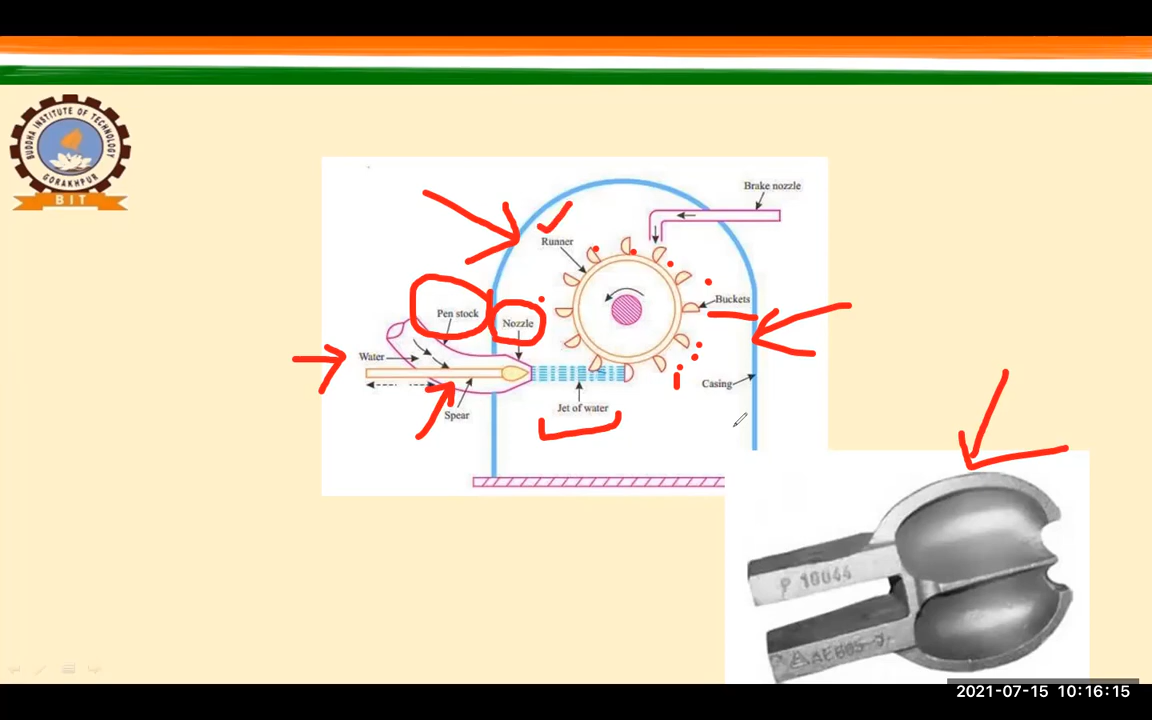 BUDDHA INSTITUTE OF TECHNOLOGY
GORAKHPUR
BIT
Brake nozzle
Runner
Buckets
Pen stock
Nozzle
Water
Casing
Jet of water
Spear
P 10044
AE605
2021-07-15 10:16:15